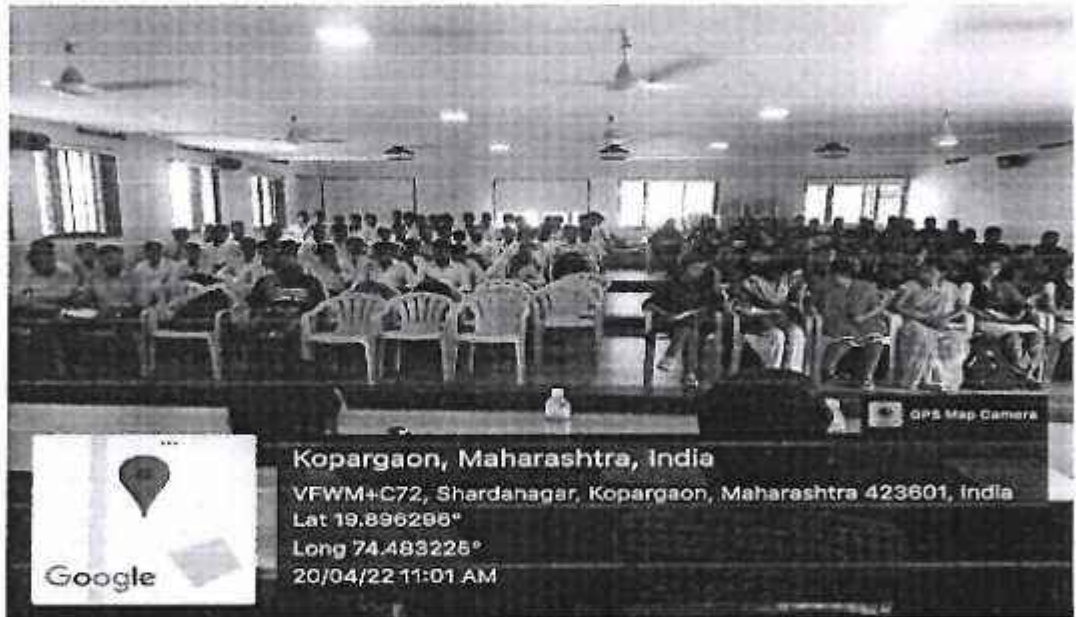 GPS Map Camera
Kopargaon, Maharashtra, India
VFWM+C72, Shardanagar, Kopargaon, Maharashtra 423601, India
Lat 19.896296°
Long 74.483225°
20/04/22 11:01 AM
Google